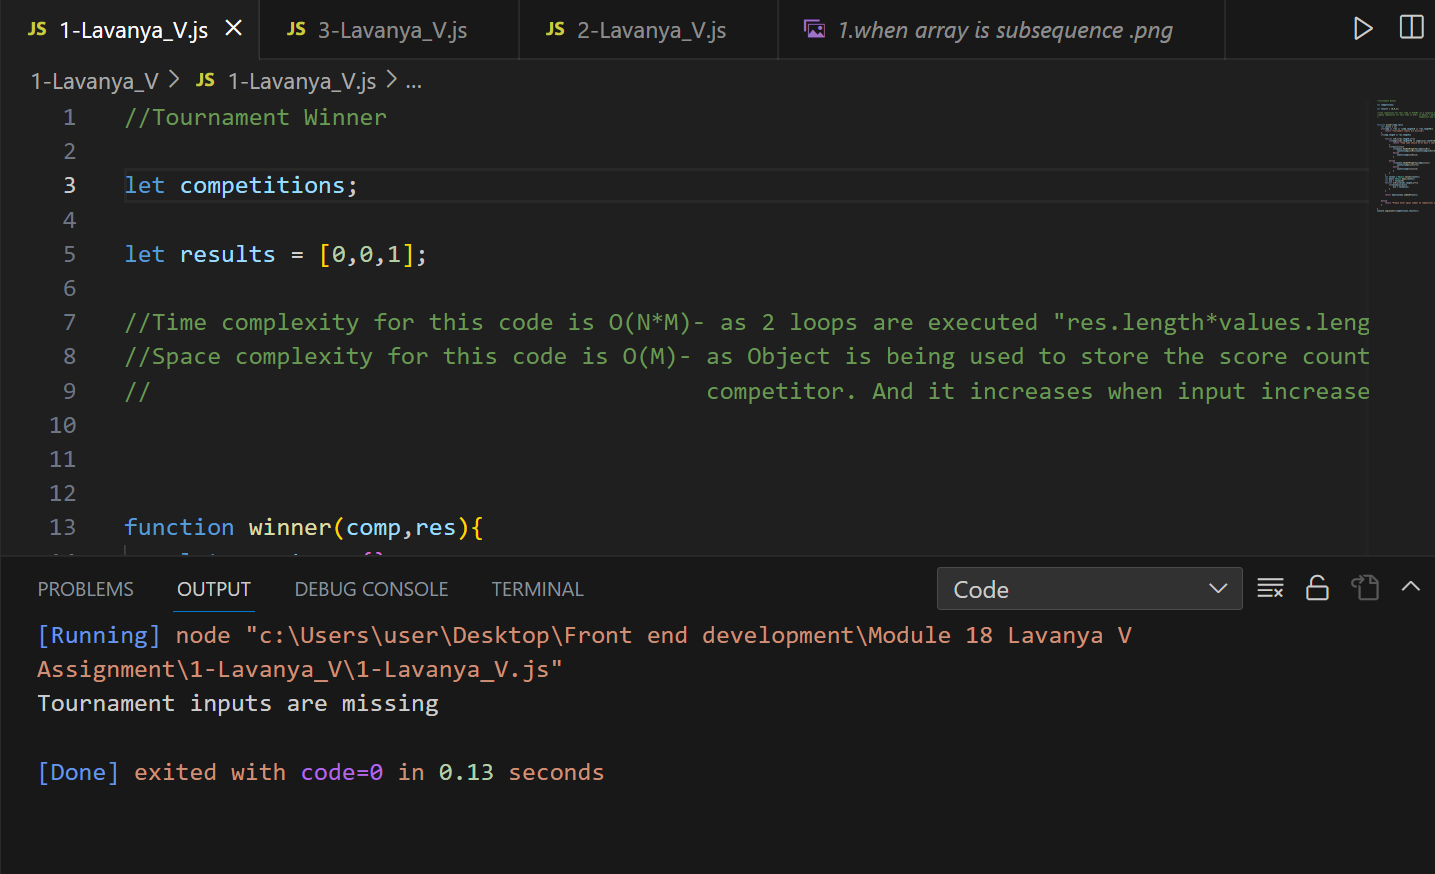 JS 1-Lavanya_V.js JS 3-Lavanya_V.js JS 2-Lavanya_V.js 1.when array is subsequence .png
1-Lavanya_V > JS 1-Lavanya_V.js > ...
1 //Tournament Winner
2
3 let competitions;
4
5 let results = [0,0,1];
6
7 //Time complexity for this code is O(N*M)- as 2 loops are executed "res.length*values.leng
8 //Space complexity for this code is O(M)- as Object is being used to store the score count
9 // competitor. And it increases when input increase
10
11
12
13 function winner(comp,res){
PROBLEMS OUTPUT DEBUG CONSOLE TERMINAL Code
[Running] node "c:\Users\user\Desktop\Front end development\Module 18 Lavanya V
Assignment\1-Lavanya_V\1-Lavanya_V.js"
Tournament inputs are missing
[Done] exited with code=0 in 0.13 seconds